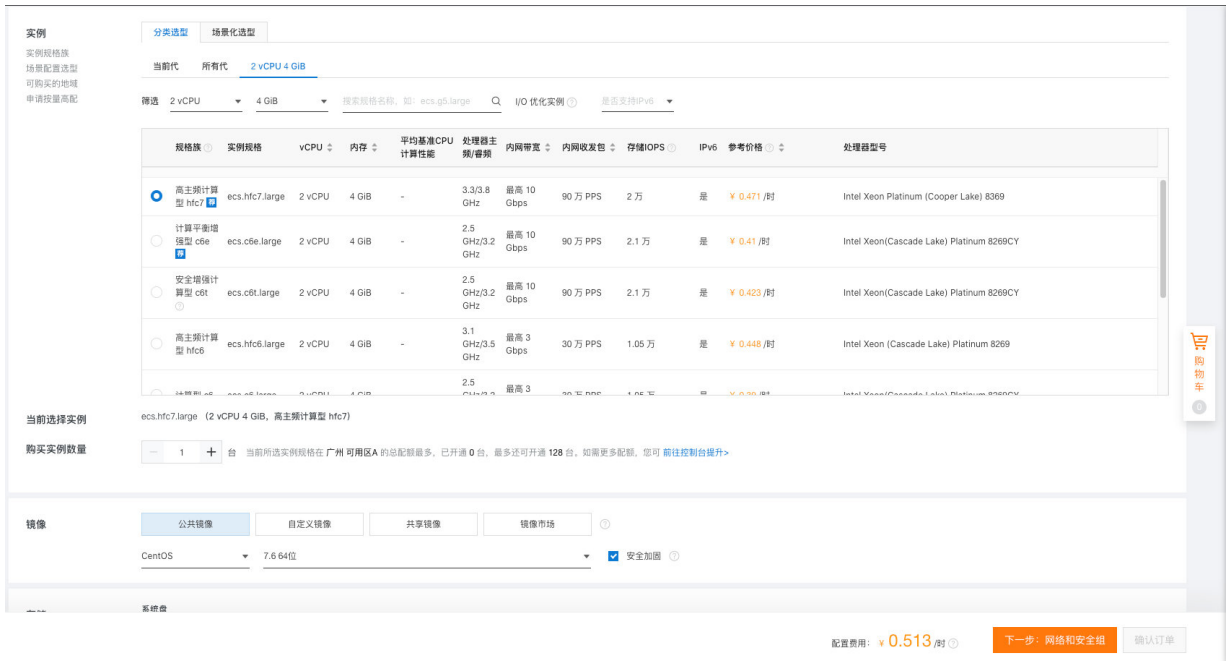 实例
实例规格族
场景配置选型
可购买的地域
申请按量高配
分类选型 场景化选型
当前代 所有代 2 vCPU 4 GiB
筛选 2 vCPU 4 GiB 搜索规格名称，如：ecs.g5.large I/O 优化实例 是否支持IPv6
规格族 实例规格 vCPU 内存 平均基准CPU计算性能 处理器主频/睿频 内网带宽 内网收发包 存储IOPS IPv6 参考价格 处理器型号
高主频计算型 hfc7 荐 ecs.hfc7.large 2 vCPU 4 GiB - 3.3/3.8 GHz 最高 10 Gbps 90 万 PPS 2 万 是 ¥ 0.471 /时 Intel Xeon Platinum (Cooper Lake) 8369
计算平衡增强型 c6e 荐 ecs.c6e.large 2 vCPU 4 GiB - 2.5 GHz/3.2 GHz 最高 10 Gbps 90 万 PPS 2.1 万 是 ¥ 0.41 /时 Intel Xeon(Cascade Lake) Platinum 8269CY
安全增强计算型 c6t ecs.c6t.large 2 vCPU 4 GiB - 2.5 GHz/3.2 GHz 最高 10 Gbps 90 万 PPS 2.1 万 是 ¥ 0.423 /时 Intel Xeon(Cascade Lake) Platinum 8269CY
高主频计算型 hfc6 ecs.hfc6.large 2 vCPU 4 GiB - 3.1 GHz/3.5 GHz 最高 3 Gbps 30 万 PPS 1.05 万 是 ¥ 0.448 /时 Intel Xeon (Cascade Lake) Platinum 8269
2.5 最高 3
当前选择实例 ecs.hfc7.large （2 vCPU 4 GiB，高主频计算型 hfc7）
购买实例数量 1 台 当前所选实例规格在 广州 可用区A 的总配额最多，已开通 0 台，最多还可开通 128 台，如需更多配额，您可 前往控制台提升>
购物车
0
镜像 公共镜像 自定义镜像 共享镜像 镜像市场
CentOS 7.6 64位 安全加固
系统盘
配置费用： ¥ 0.513 /时 下一步：网络和安全组 确认订单